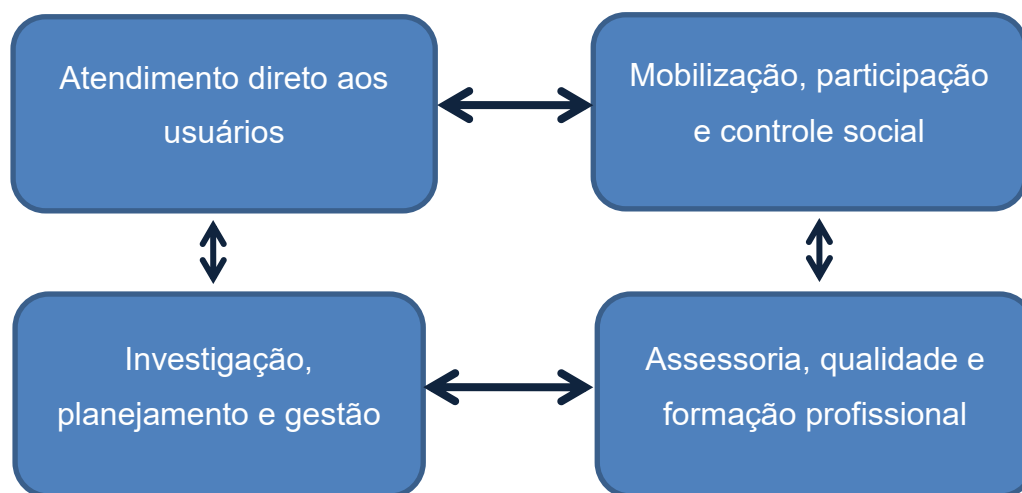 Atendimento direto aos
usuários
Mobilização, participação
e controle social
Investigação,
planejamento e gestão
Assessoria, qualidade e
formação profissional